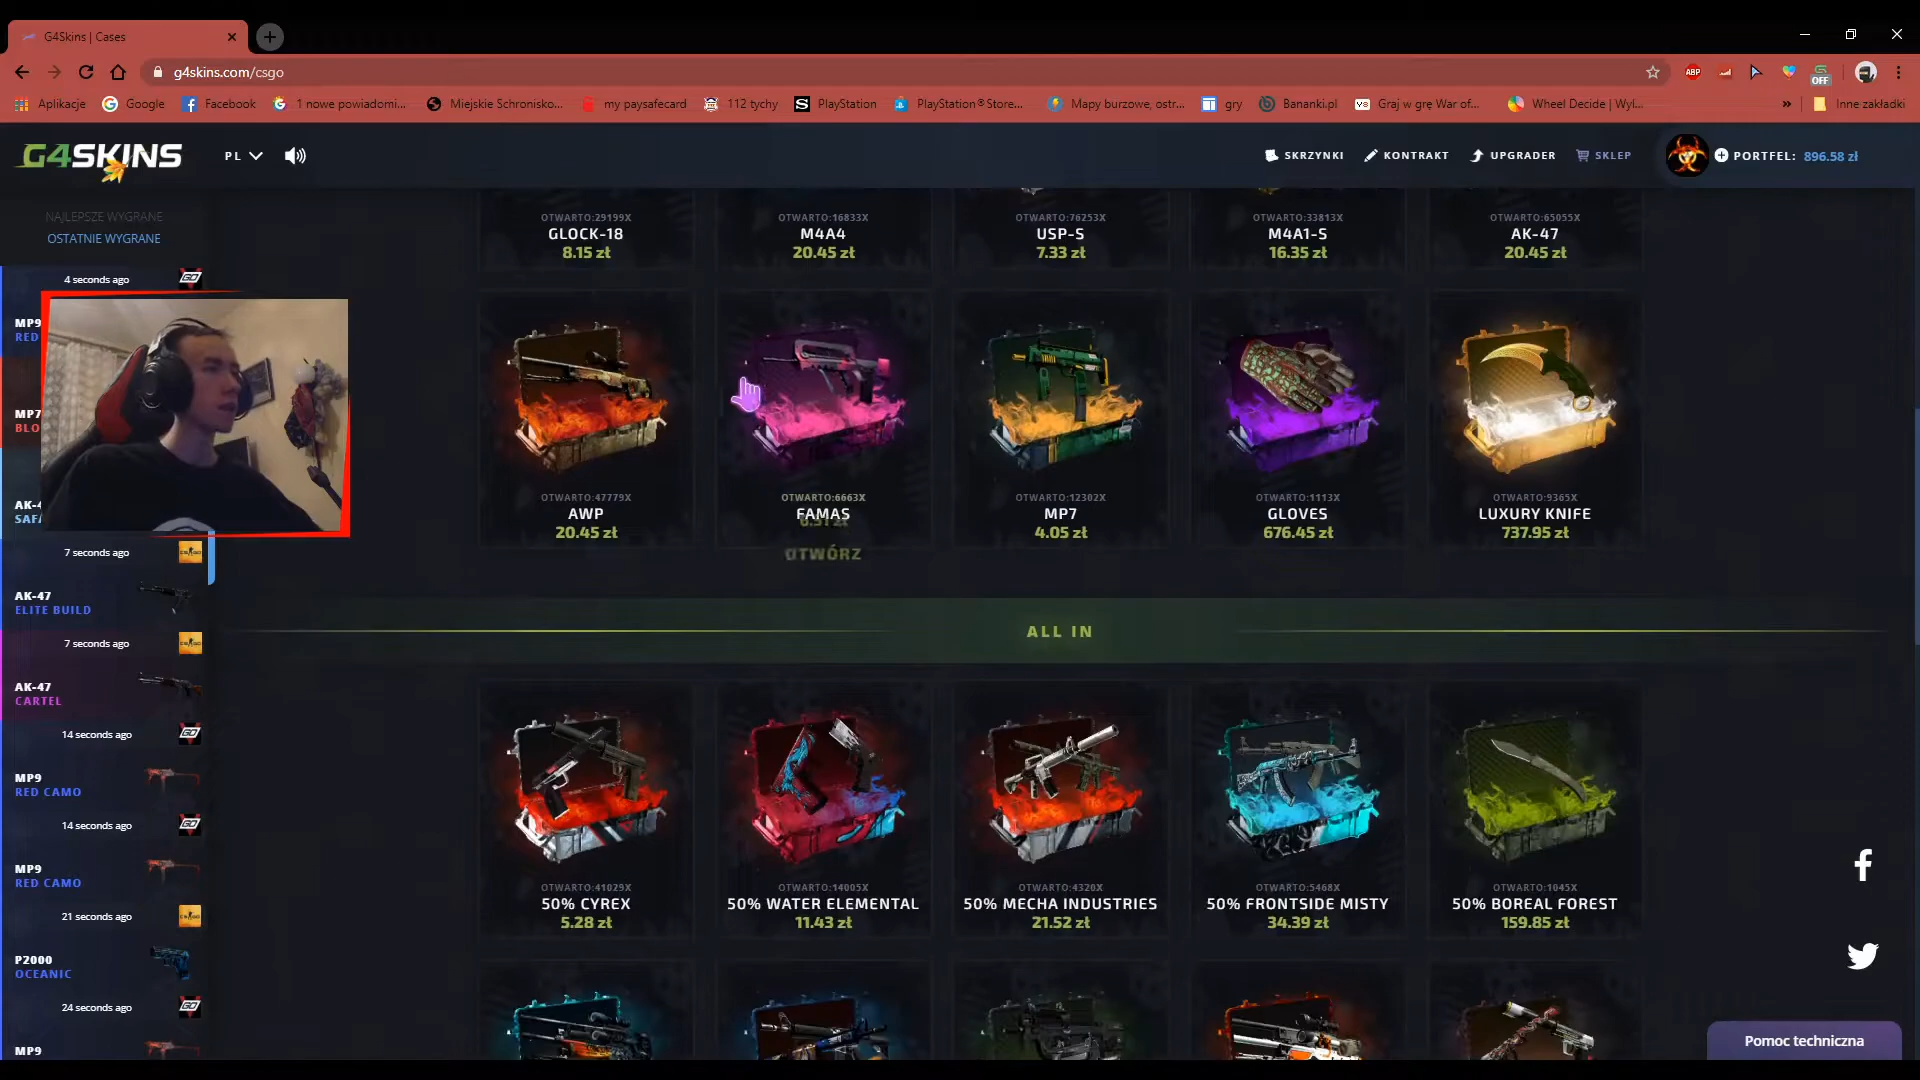 G4Skins | Cases
g4skins.com/csgo
ABP
OFF
Aplikacje
Google
Facebook
1 nowe powiadomi...
Miejskie Schronisko...
my paysafecard
112 tychy
PlayStation
PlayStation®Store...
Mapy burzowe, ostr...
gry
Bananki.pl
Graj w grę War of...
Wheel Decide | Wyl...
»
Inne zakładki
G4SKINS
PL
SKRZYNKI
KONTRAKT
UPGRADER
SKLEP
PORTFEL: 896.58 zł
NAJLEPSZE WYGRANE
OSTATNIE WYGRANE
4 seconds ago
MP9
RED
MP7
BLO
AK-4
SAFA
7 seconds ago
AK-47
ELITE BUILD
7 seconds ago
AK-47
CARTEL
14 seconds ago
MP9
RED CAMO
14 seconds ago
MP9
RED CAMO
21 seconds ago
P2000
OCEANIC
24 seconds ago
MP9
OTWARTO:29199X
GLOCK-18
8.15 zł
OTWARTO:16833X
M4A4
20.45 zł
OTWARTO:76253X
USP-S
7.33 zł
OTWARTO:33813X
M4A1-S
16.35 zł
OTWARTO:65055X
AK-47
20.45 zł
OTWARTO:47779X
AWP
20.45 zł
OTWARTO:6663X
FAMAS
OTWÓRZ
OTWARTO:12302X
MP7
4.05 zł
OTWARTO:1113X
GLOVES
676.45 zł
OTWARTO:9365X
LUXURY KNIFE
737.95 zł
ALL IN
OTWARTO:41029X
50% CYREX
5.28 zł
OTWARTO:14005X
50% WATER ELEMENTAL
11.43 zł
OTWARTO:4320X
50% MECHA INDUSTRIES
21.52 zł
OTWARTO:5468X
50% FRONTSIDE MISTY
34.39 zł
OTWARTO:1045X
50% BOREAL FOREST
159.85 zł
Pomoc techniczna